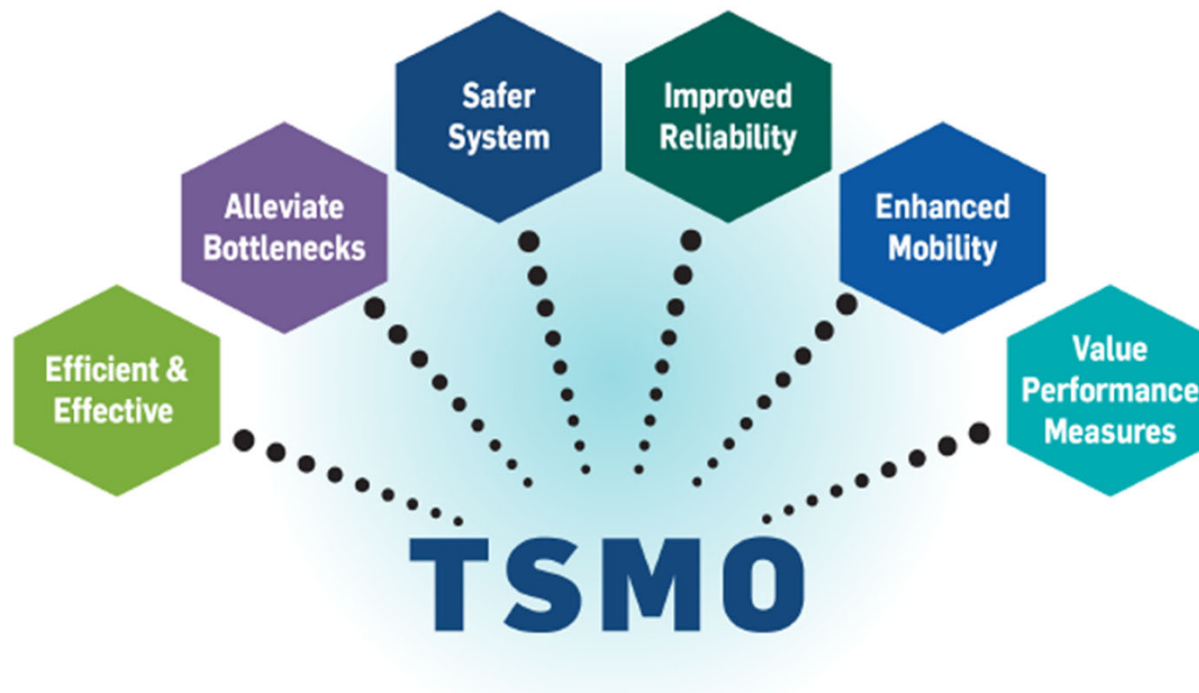 Safer
System
Improved
Reliability
Alleviate
Bottlenecks
Enhanced
Mobility
Efficient &
Effective
Value
Performance
Measures
TSMO